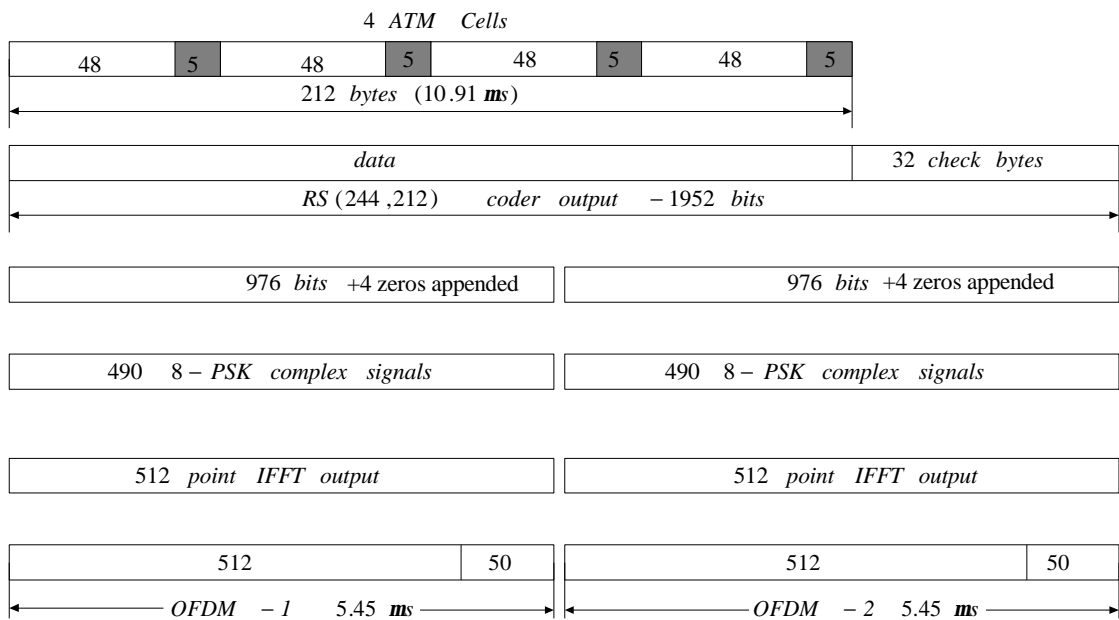 4 ATM Cells
48 5 48 5 48 5 48 5
212 bytes (10.91 ms)
data 32 check bytes
RS (244 ,212) coder output − 1952 bits
976 bits +4 zeros appended 976 bits +4 zeros appended
490 8 − PSK complex signals 490 8 − PSK complex signals
512 point IFFT output 512 point IFFT output
512 50 512 50
OFDM − 1 5.45 ms OFDM − 2 5.45 ms